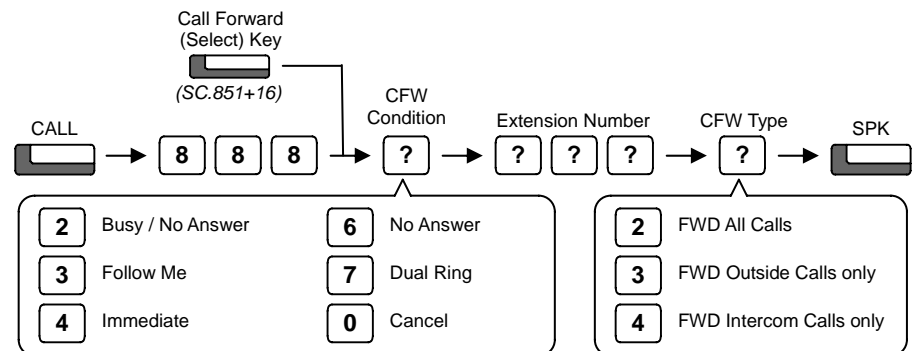 Call Forward
(Select) Key
(SC.851+16)
CALL
8 8 8
CFW
Condition
?
Extension Number
? ? ?
CFW Type
?
SPK
2 Busy / No Answer
3 Follow Me
4 Immediate
6 No Answer
7 Dual Ring
0 Cancel
2 FWD All Calls
3 FWD Outside Calls only
4 FWD Intercom Calls only